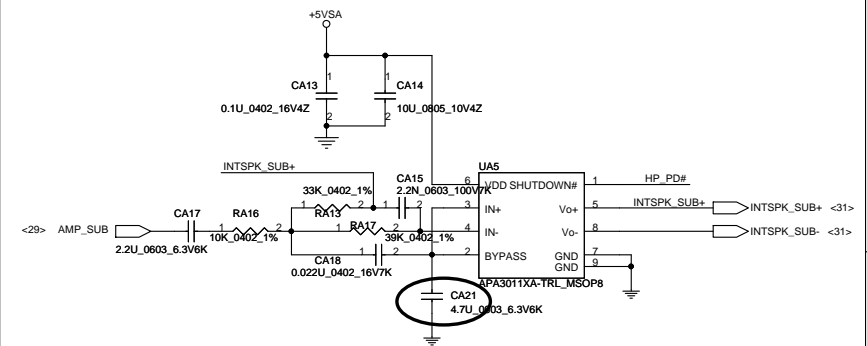 +5VSA
1
1
CA13
CA14
0.1U_0402_16V4Z
10U_0805_10V4Z
2
2
INTSPK_SUB+
UA5
CA15
2.2N_0603_100V7K
6
VDD
SHUTDOWN#
1
HP_PD#
33K_0402_1%
1
2
1
2
RA13
3
IN+
Vo+
5
INTSPK_SUB+
INTSPK_SUB+ <31>
<29> AMP_SUB
CA17
1
2
RA16
1
2
RA17
1
2
4
IN-
Vo-
8
INTSPK_SUB- <31>
2.2U_0603_6.3V6K
10K_0402_1%
39K_0402_1%
1
2
2
BYPASS
GND
7
GND
9
CA18
0.022U_0402_16V7K
APA3011XA-TRL_MSOP8
CA21
4.7U_0603_6.3V6K